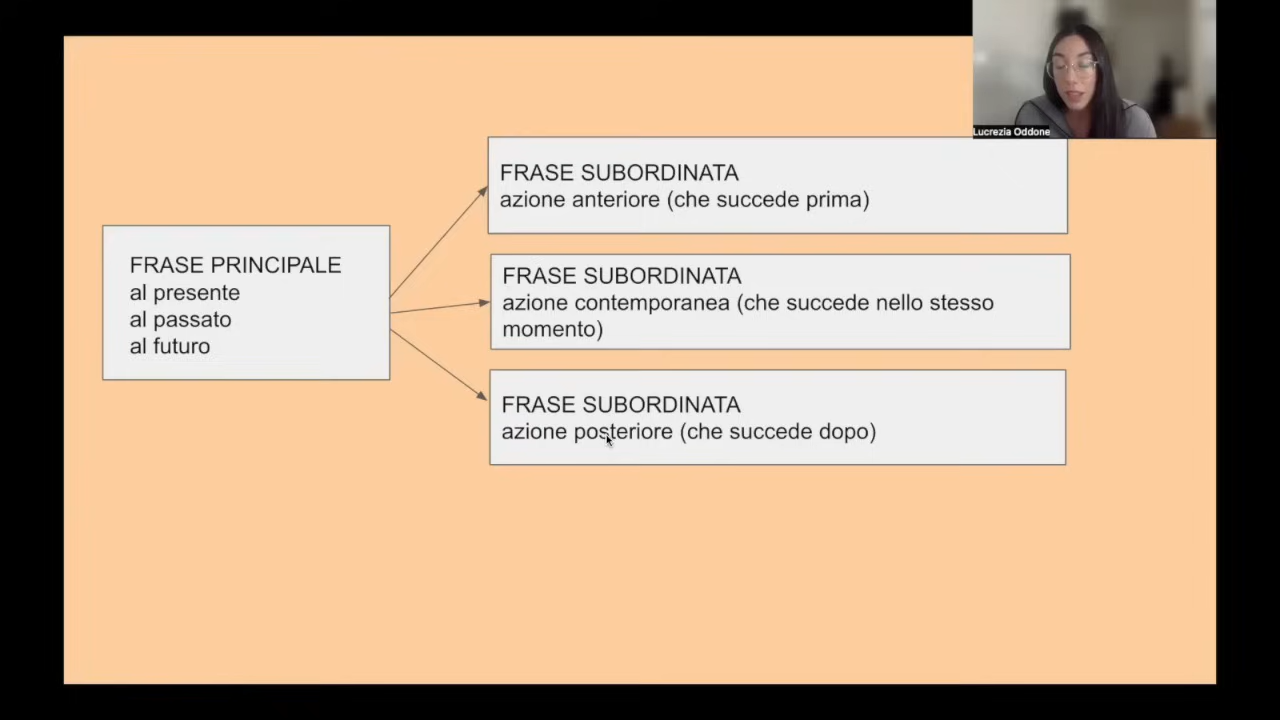 Lucrezia Oddone
FRASE SUBORDINATA
azione anteriore (che succede prima)
FRASE PRINCIPALE
al presente
al passato
al futuro
FRASE SUBORDINATA
azione contemporanea (che succede nello stesso
momento)
FRASE SUBORDINATA
azione posteriore (che succede dopo)